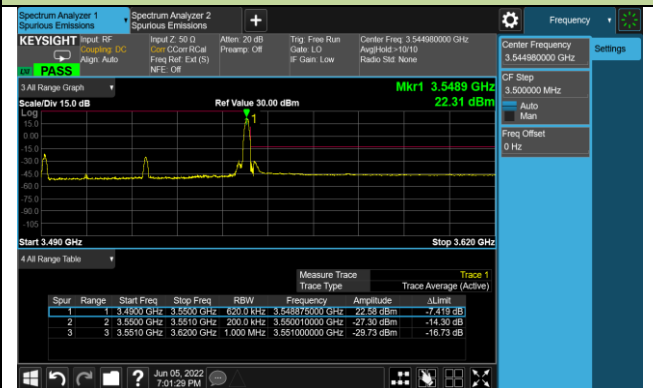 Spectrum Analyzer 1
Spurious Emissions
Spectrum Analyzer 2
Spurious Emissions
+
Frequency
KEYSIGHT
Input: RF
Coupling: DC
Align: Auto
Input Z: 50 Ω
Corr CCorr RCal
Freq Ref: Ext (S)
NFE: Off
Atten: 20 dB
Preamp: Off
Trig: Free Run
Gate: LO
IF Gain: Low
Center Freq: 3.544980000 GHz
Avg|Hold:>10/10
Radio Std: None
PASS
Center Frequency
3.544980000 GHz
Settings
CF Step
3.500000 MHz
Auto
Man
Freq Offset
0 Hz
3 All Range Graph
Mkr1 3.5489 GHz
Scale/Div 15.0 dB
Ref Value 30.00 dBm
22.31 dBm
Log
15.0
0.00
-15.0
-30.0
-45.0
-60.0
-75.0
-90.0
-105
1
Start 3.490 GHz
Stop 3.620 GHz
4 All Range Table
Measure Trace Trace 1
Trace Type Trace Average (Active)
Spur Range Start Freq Stop Freq RBW Frequency Amplitude ΔLimit
1 1 3.4900 GHz 3.5500 GHz 620.0 kHz 3.548875000 GHz 22.58 dBm -7.419 dB
2 2 3.5500 GHz 3.5510 GHz 200.0 kHz 3.550010000 GHz -27.30 dBm -14.30 dB
3 3 3.5510 GHz 3.6200 GHz 1.000 MHz 3.551000000 GHz -29.73 dBm -16.73 dB
?
Jun 05, 2022
7:01:29 PM